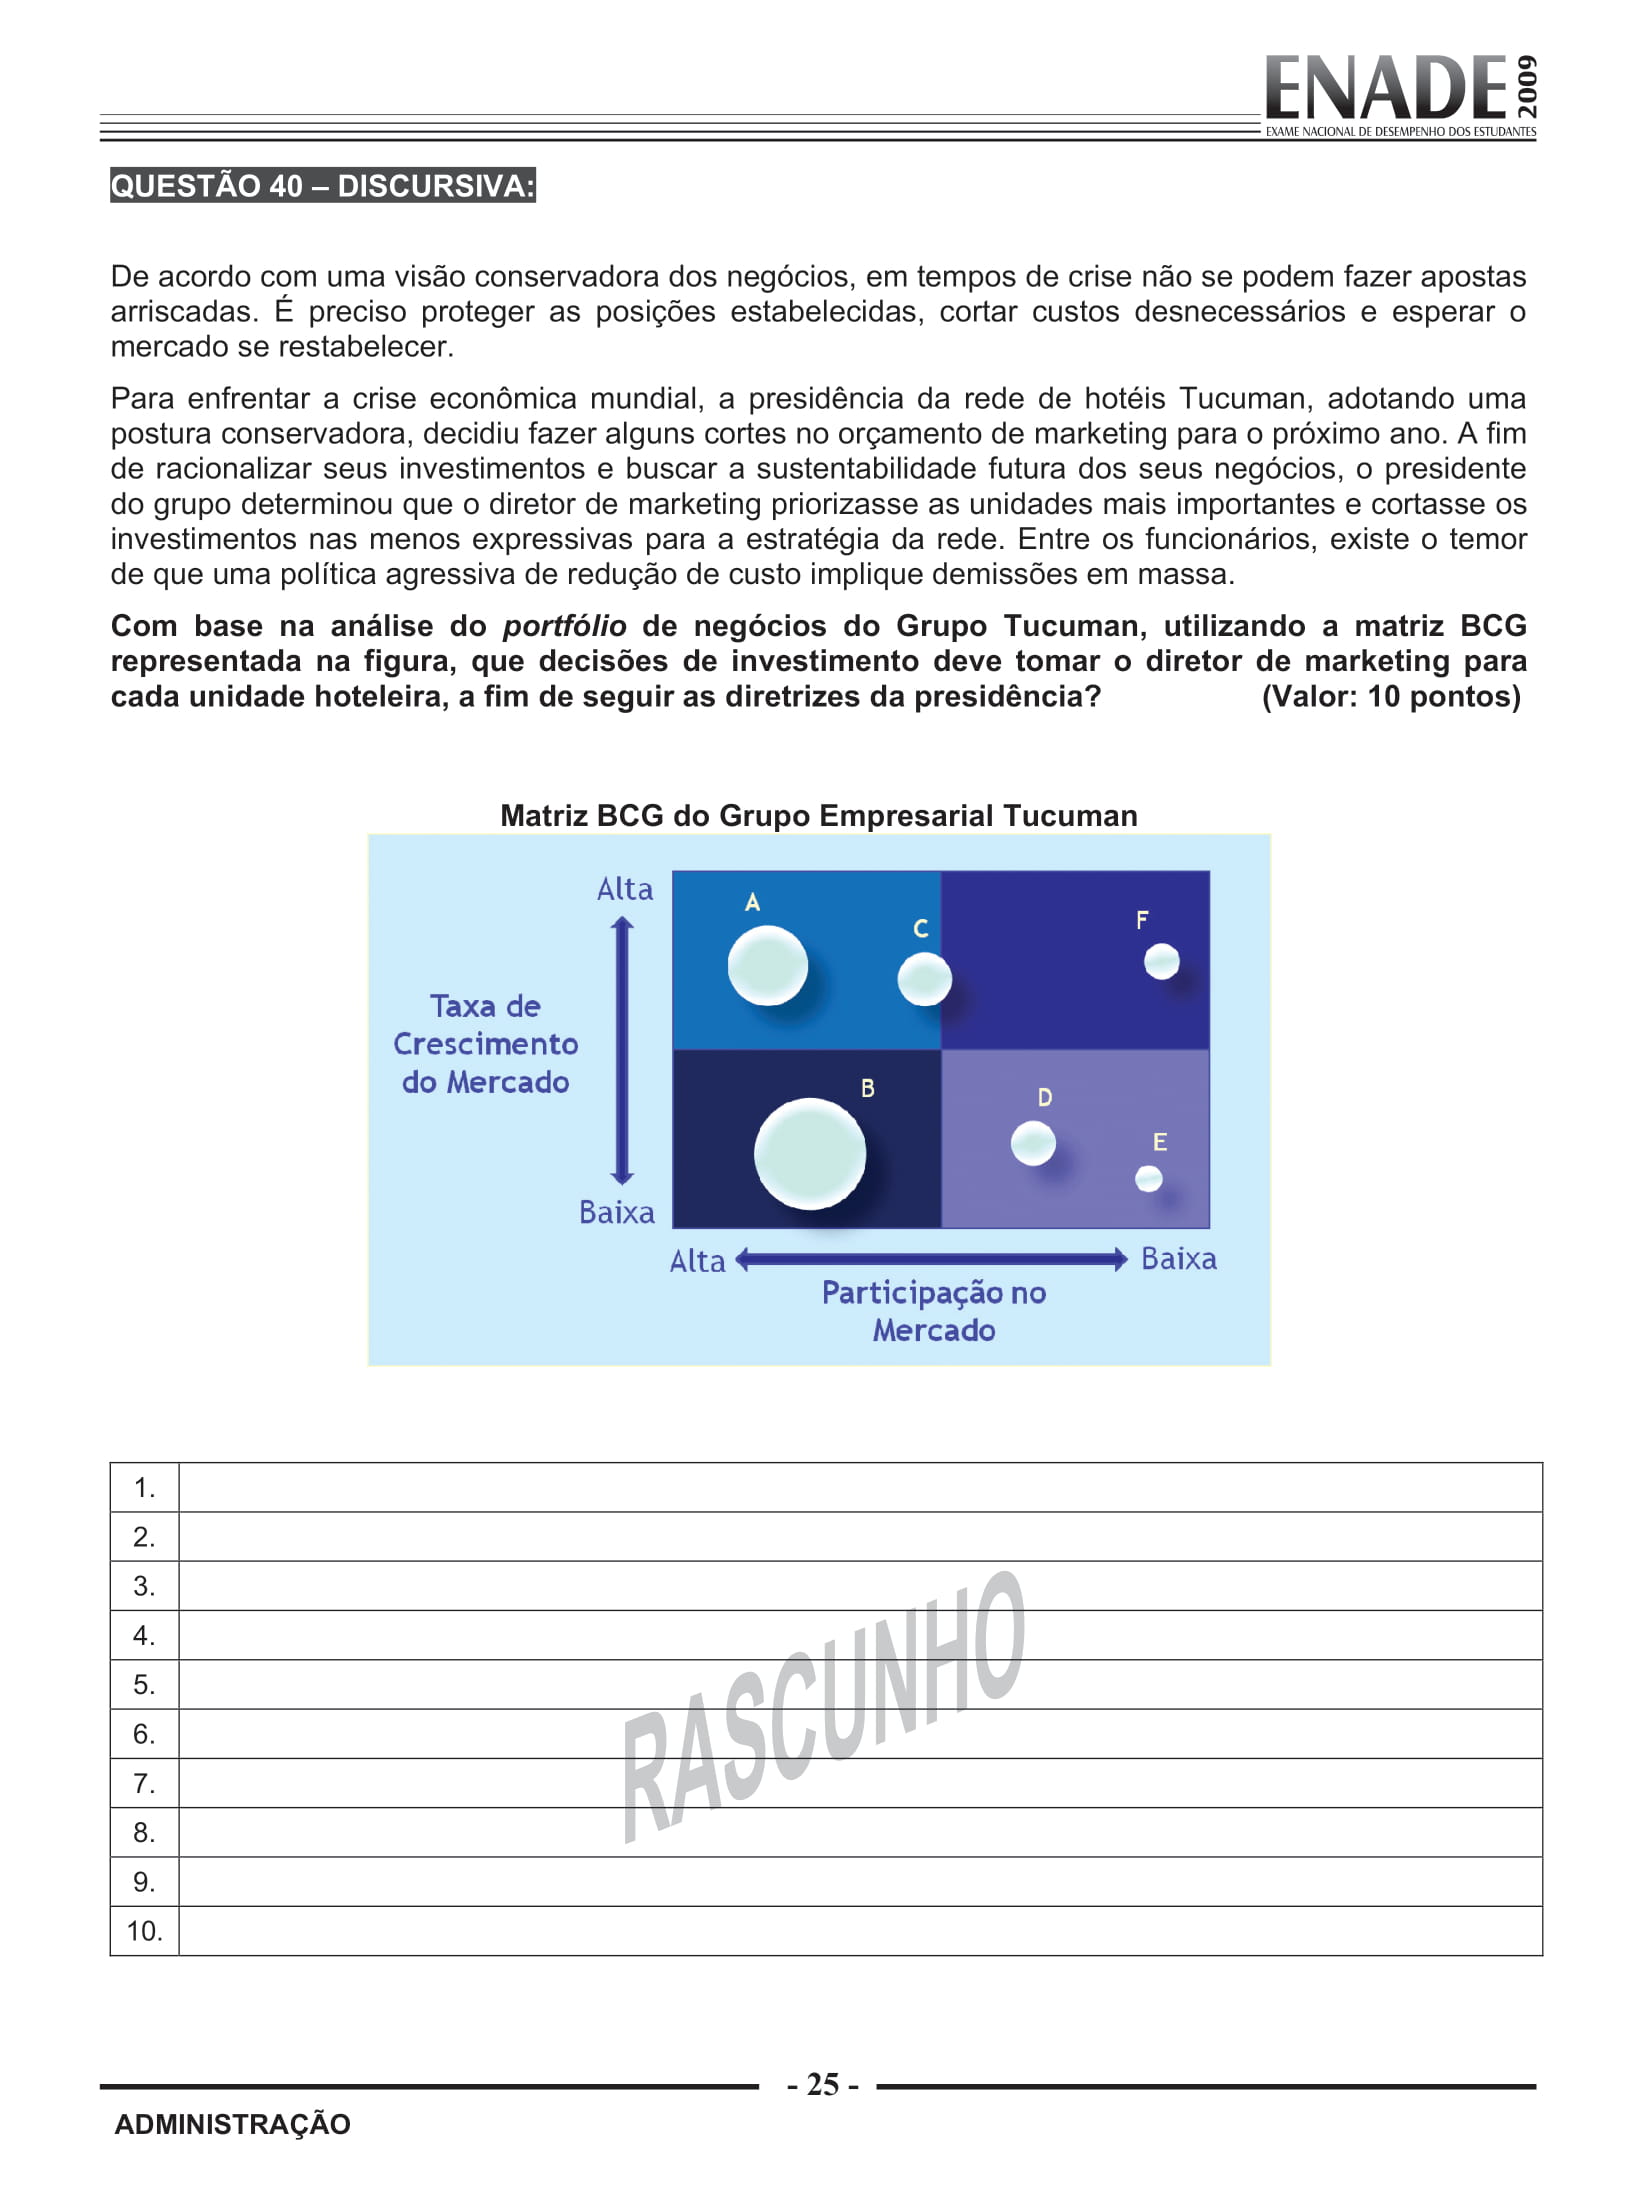 ENADE 2009
EXAME NACIONAL DE DESEMPENHO DOS ESTUDANTES
QUESTÃO 40 – DISCURSIVA:
De acordo com uma visão conservadora dos negócios, em tempos de crise não se podem fazer apostas
arriscadas. É preciso proteger as posições estabelecidas, cortar custos desnecessários e esperar o
mercado se restabelecer.
Para enfrentar a crise econômica mundial, a presidência da rede de hotéis Tucuman, adotando uma
postura conservadora, decidiu fazer alguns cortes no orçamento de marketing para o próximo ano. A fim
de racionalizar seus investimentos e buscar a sustentabilidade futura dos seus negócios, o presidente
do grupo determinou que o diretor de marketing priorizasse as unidades mais importantes e cortasse os
investimentos nas menos expressivas para a estratégia da rede. Entre os funcionários, existe o temor
de que uma política agressiva de redução de custo implique demissões em massa.
Com base na análise do portfólio de negócios do Grupo Tucuman, utilizando a matriz BCG
representada na figura, que decisões de investimento deve tomar o diretor de marketing para
cada unidade hoteleira, a fim de seguir as diretrizes da presidência? (Valor: 10 pontos)
Matriz BCG do Grupo Empresarial Tucuman
Alta
A
C
F
Taxa de
Crescimento
do Mercado
B
D
E
Baixa
Alta
Baixa
Participação no
Mercado
1.
2.
3.
4.
5.
6.
7.
8.
9.
10.
RASCUNHO
- 25 -
ADMINISTRAÇÃO